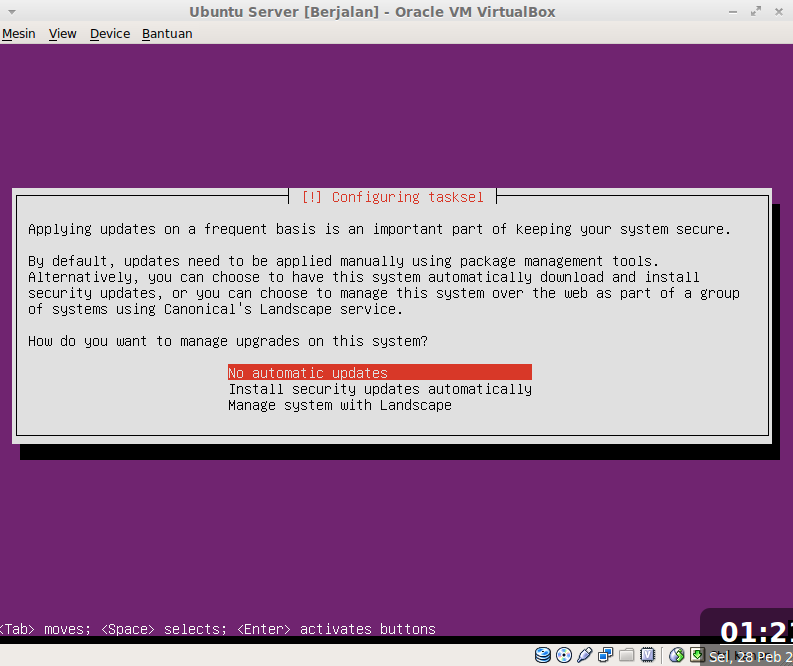 Ubuntu Server [Berjalan] - Oracle VM VirtualBox
Mesin View Device Bantuan
[!] Configuring tasksel
Applying updates on a frequent basis is an important part of keeping your system secure.
By default, updates need to be applied manually using package management tools.
Alternatively, you can choose to have this system automatically download and install
security updates, or you can choose to manage this system over the web as part of a group
of systems using Canonical's Landscape service.
How do you want to manage upgrades on this system?
No automatic updates
Install security updates automatically
Manage system with Landscape
<Tab> moves; <Space> selects; <Enter> activates buttons
Sel, 28 Peb